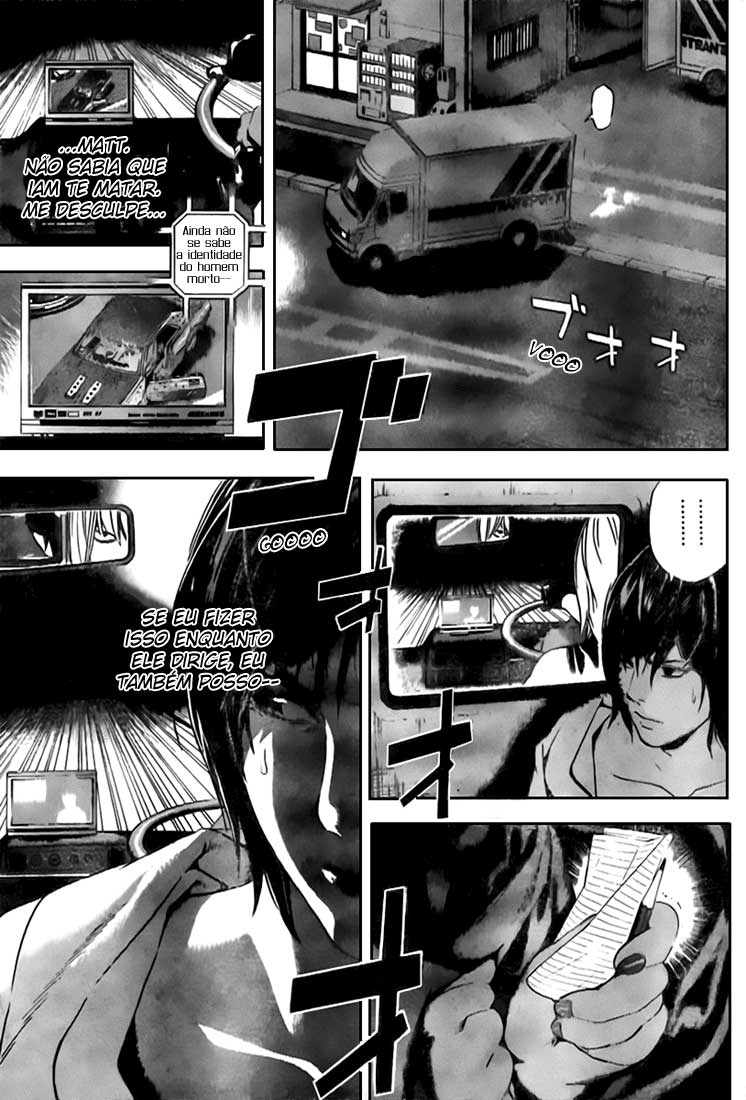 ブオオオ
VOOO
...MATT.
NÃO SABIA QUE
IAM TE MATAR.
ME DESCULPE...
Ainda não
se sabe
a identidade
do homem
morto--
ゴオオオ
GOOOO
SE EU FIZER
ISSO ENQUANTO
ELE DIRIGE, EU
TAMBÉM POSSO--